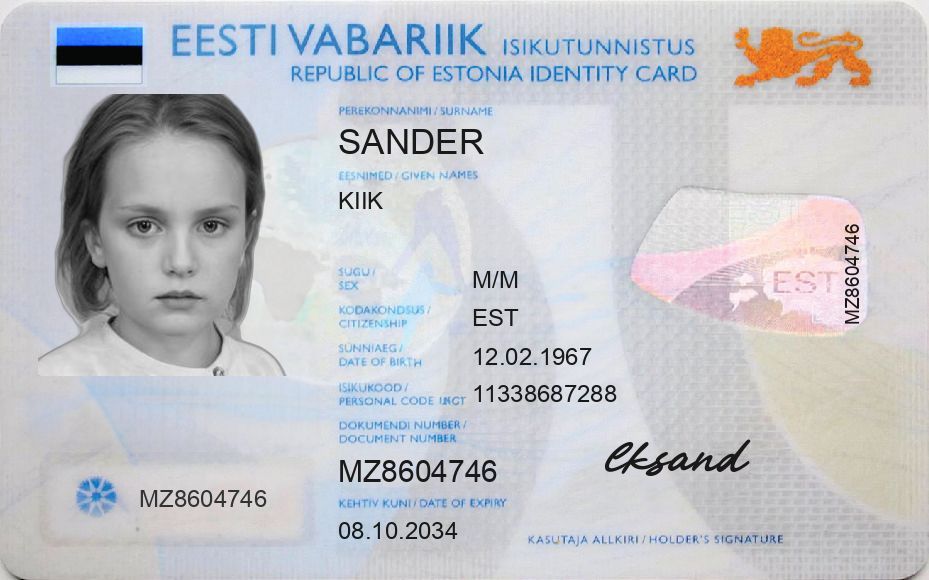 EESTI VABARIIK ISIKUTUNNISTUS
REPUBLIC OF ESTONIA IDENTITY CARD
PEREKONNANIMI / SURNAME
SANDER
EESNIMED / GIVEN NAMES
KIIK
SUGU /
SEX
M/M
KODAKONDSUS /
CITIZENSHIP
EST
SÜNNIAEG /
DATE OF BIRTH
12.02.1967
ISIKUKOOD /
PERSONAL CODE
11338687288
DOKUMENDI NUMBER /
DOCUMENT NUMBER
MZ8604746
KEHTIV KUNI / DATE OF EXPIRY
08.10.2034
MZ8604746
EST
MZ8604746
eksand
KASUTAJA ALLKIRI / HOLDER'S SIGNATURE